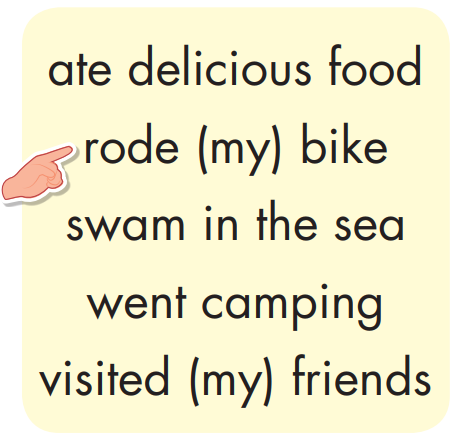 ate delicious food
rode (my) bike
swam in the sea
went camping
visited (my) friends